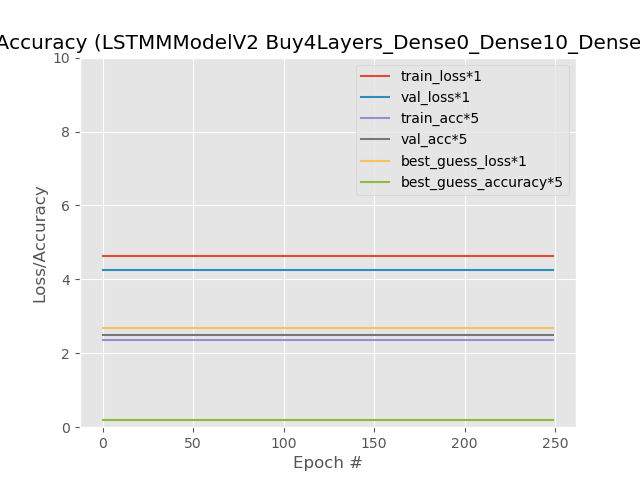 Accuracy (LSTMMModelV2 Buy4Layers_Dense0_Dense10_Dense
train_loss*1
val_loss*1
train_acc*5
val_acc*5
best_guess_loss*1
best_guess_accuracy*5
10
8
6
4
2
0
Loss/Accuracy
0 50 100 150 200 250
Epoch #